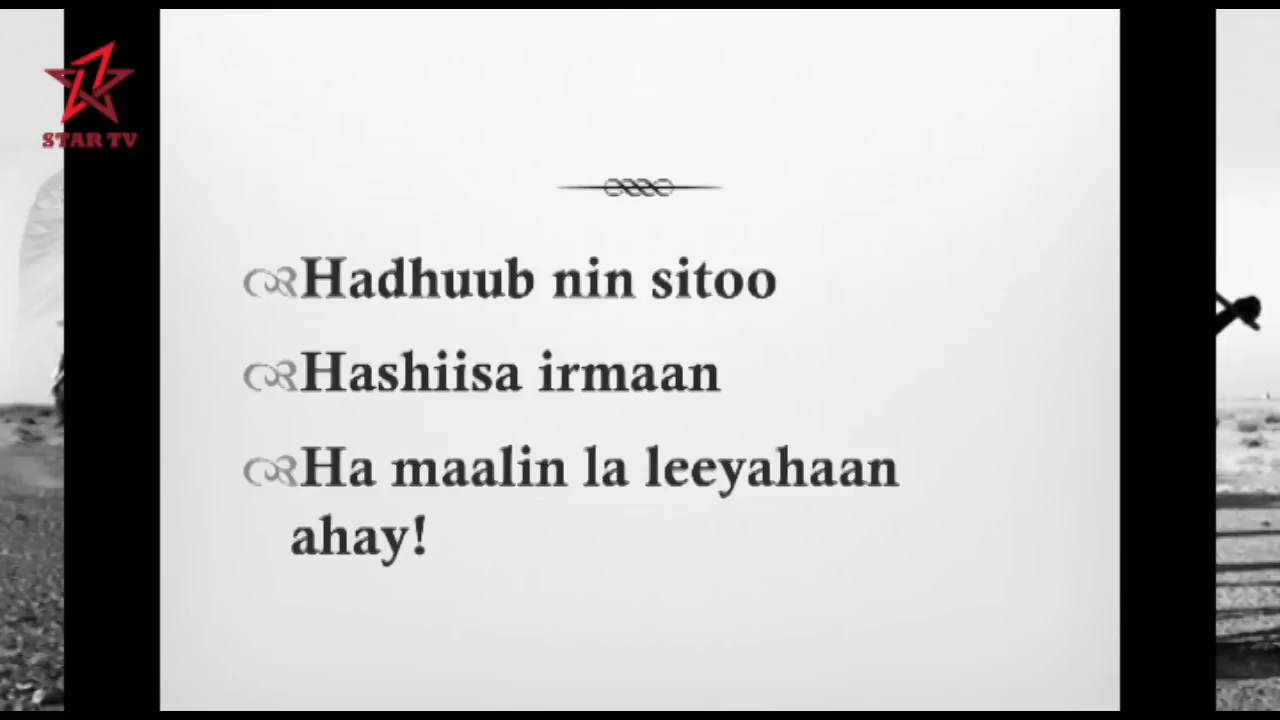 STAR TV
Hadhuub nin sitoo
Hashiisa irmaan
Ha maalin la leeyahaan
ahay!